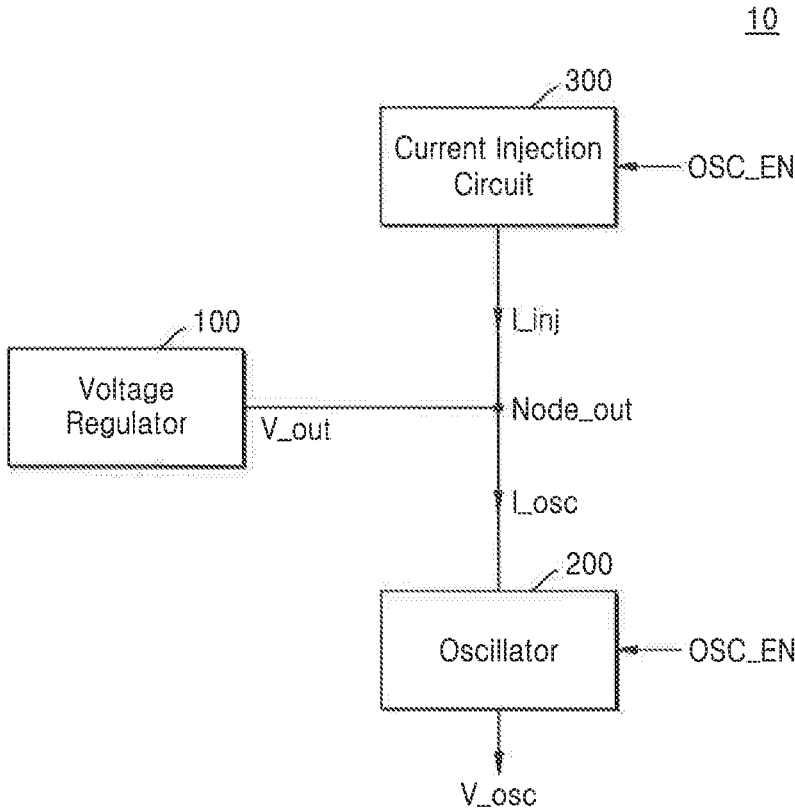 10
300
Current Injection
Circuit
OSC_EN
I_inj
100
Voltage
Regulator
V_out
Node_out
I_osc
200
Oscillator
OSC_EN
V_osc